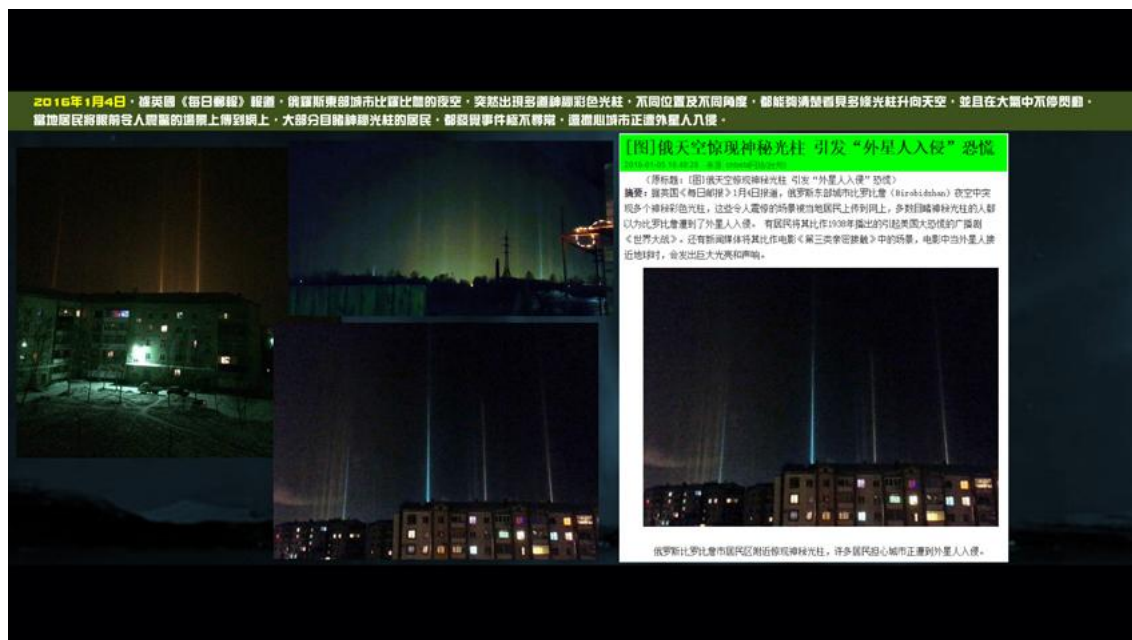 2016年1月4日，據英國《每日郵報》報道，俄羅斯東部城市比羅比詹的夜空，突然出現多道神秘彩色光柱，不同位置及不同角度，都能夠清楚看見多條光柱升向天空，並且在大氣中不停閃動，
當地居民將眼前令人震驚的場景上傳到網上，大部分目睹神秘光柱的居民，都發覺事件極不尋常，還擔心城市正遭外星人入侵。
[图]俄天空惊现神秘光柱 引发“外星人入侵”恐慌
（原标题：[图]俄天空惊现神秘光柱 引发“外星人入侵”恐慌）
摘要：据英国《每日邮报》1月4日报道，俄罗斯东部城市比罗比詹（Birobidzhan）夜空中突
现多个神秘彩色光柱，这些令人震惊的场景被当地居民上传到网上，多数目睹神秘光柱的人都
以为比罗比詹遭到了外星人入侵。 有居民将其比作1938年播出的引起美国大恐慌的广播剧
《世界大战》。还有新闻媒体将其比作电影《第三类亲密接触》中的场景，电影中当外星人接
近地球时，会发出巨大光亮和声响。
俄罗斯比罗比詹市居民区附近惊现神秘光柱，许多居民担心城市正遭到外星人入侵。